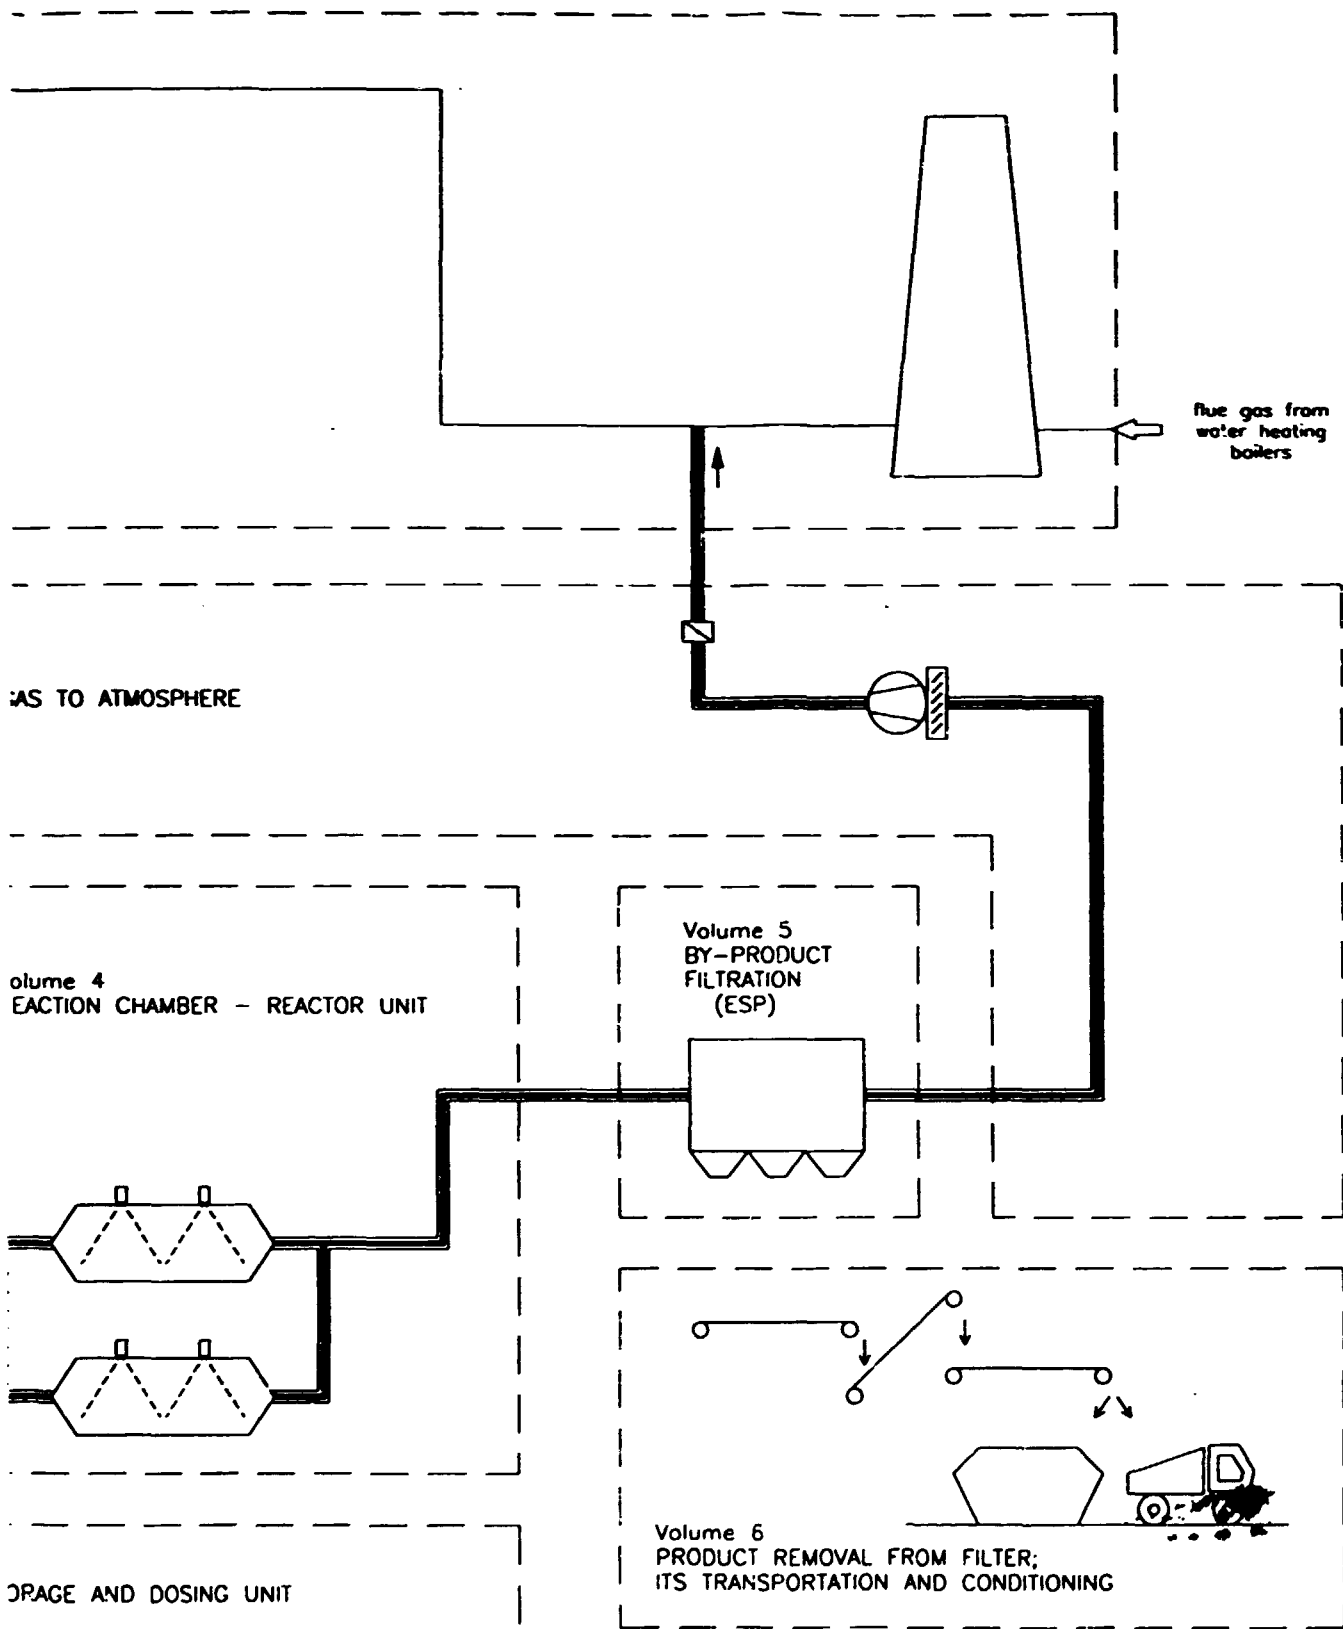 flue gas from
water heating
boilers
GAS TO ATMOSPHERE
Volume 5
BY-PRODUCT
FILTRATION
(ESP)
olume 4
EACTION CHAMBER - REACTOR UNIT
Volume 6
PRODUCT REMOVAL FROM FILTER;
ITS TRANSPORTATION AND CONDITIONING
ORAGE AND DOSING UNIT